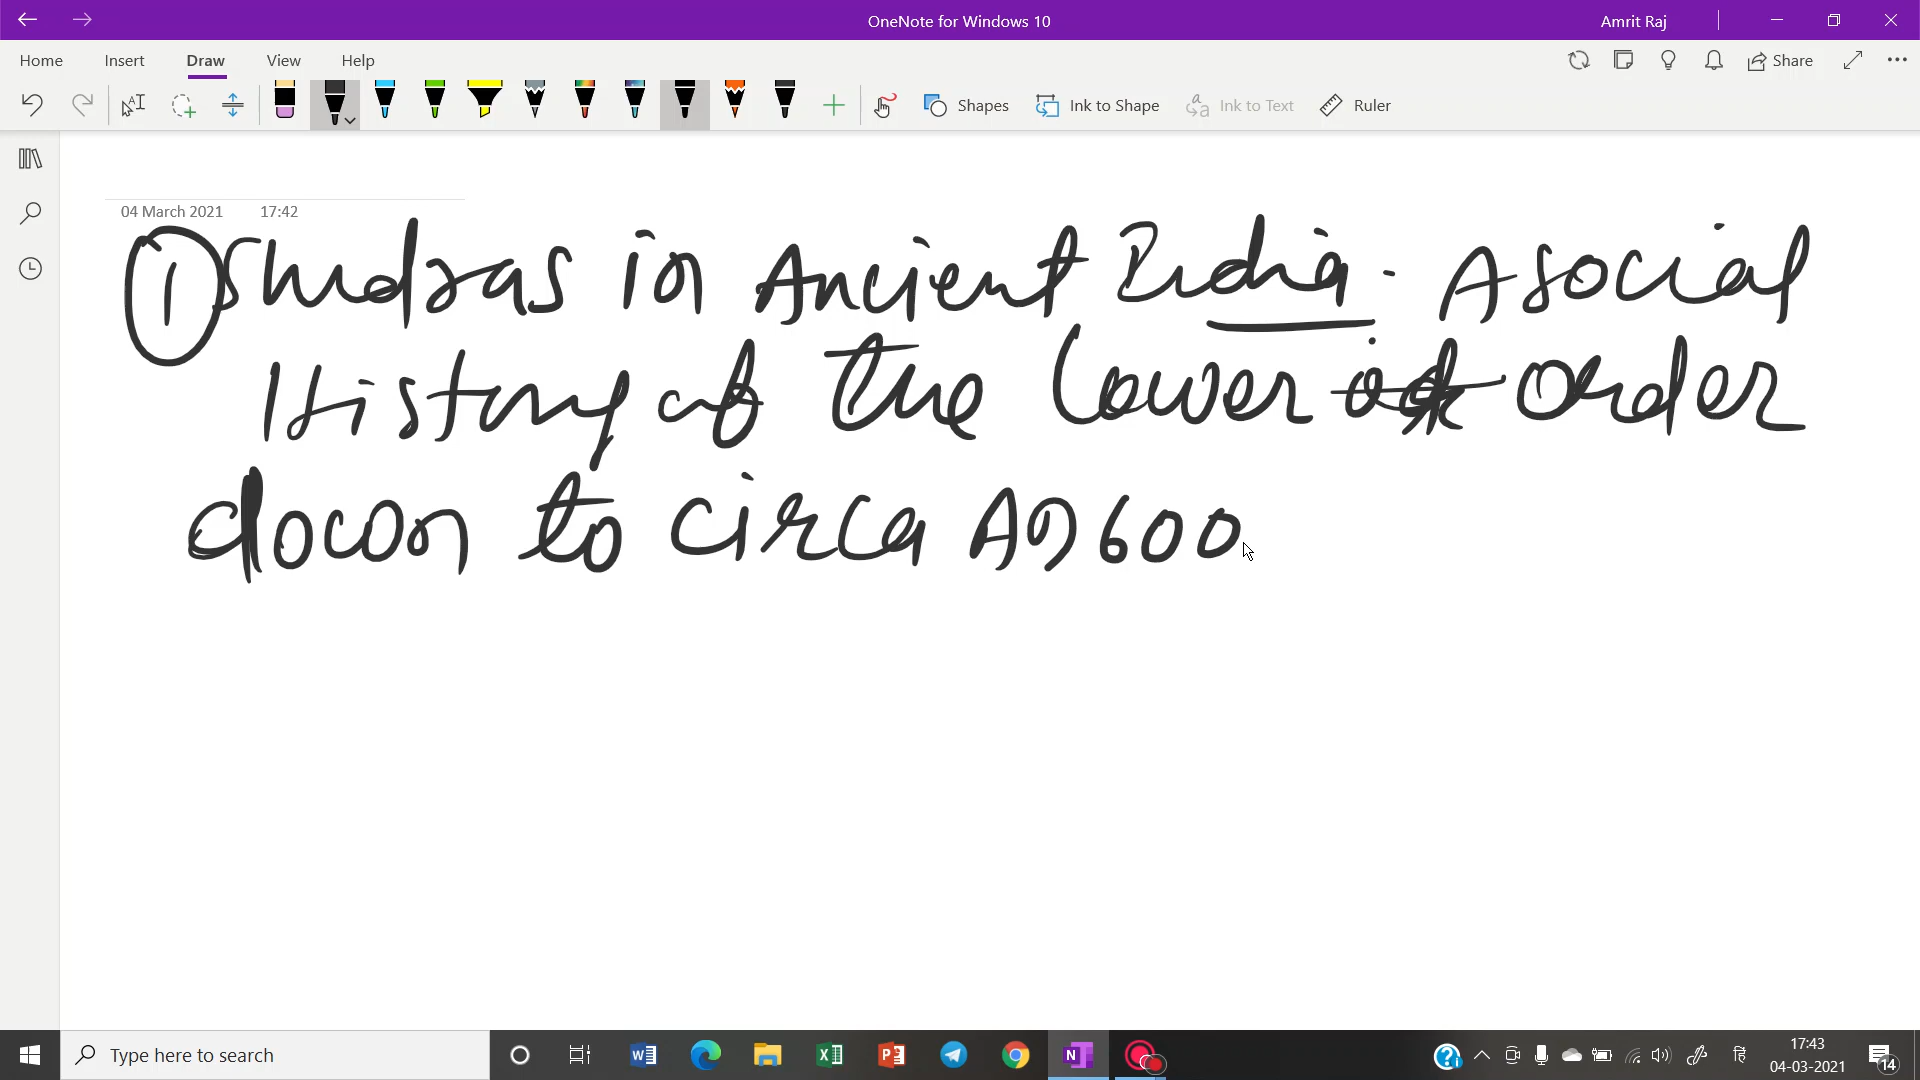 OneNote for Windows 10
Amrit Raj
Home Insert Draw View Help
Share
Shapes Ink to Shape Ink to Text Ruler
04 March 2021 17:42
① Shudras in Ancient India - A social
History of the Lower Order
down to circa AD 600
Type here to search
हिं
17:43
04-03-2021
14